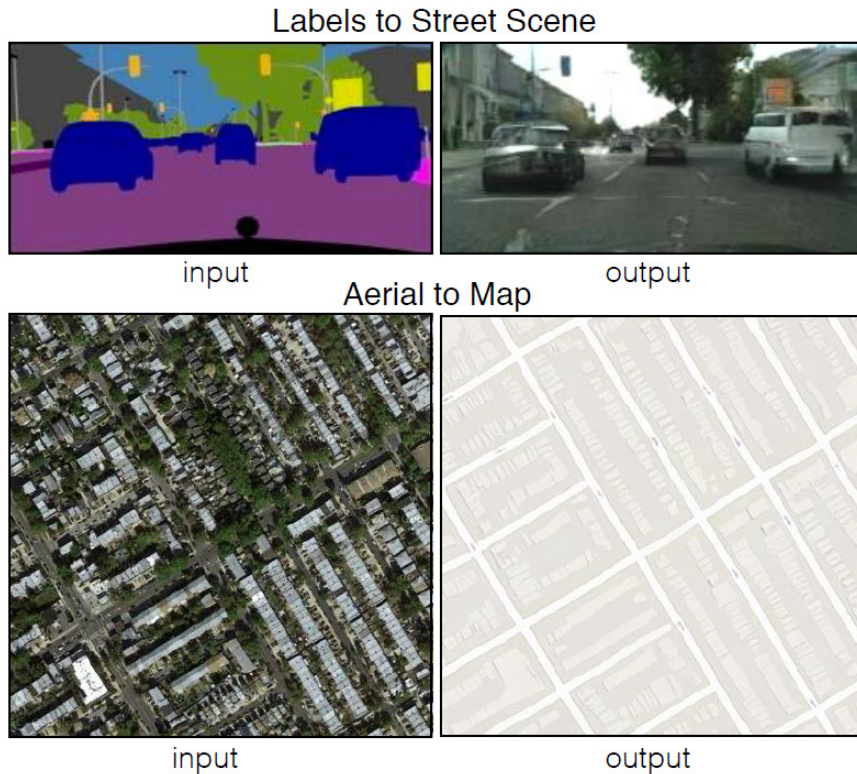 Labels to Street Scene
input
output
Aerial to Map
input
output